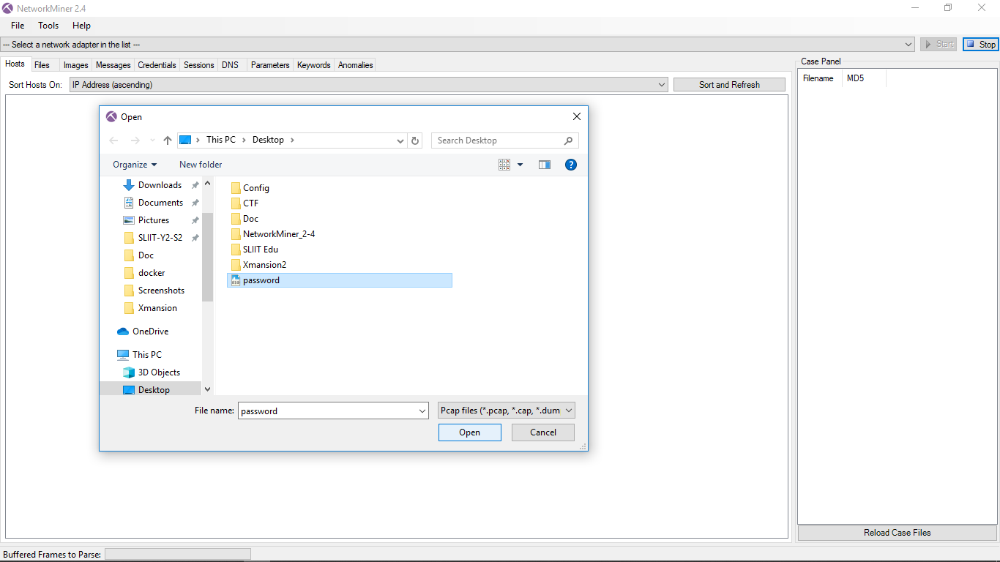 NetworkMiner 2.4
File Tools Help
--- Select a network adapter in the list ---
Start
Stop
Hosts Files Images Messages Credentials Sessions DNS Parameters Keywords Anomalies
Case Panel
Filename MD5
Sort Hosts On: IP Address (ascending) Sort and Refresh
Open
This PC Desktop
Search Desktop
Organize New folder
Downloads
Documents
Pictures
SLIIT-Y2-S2
Doc
docker
Screenshots
Xmansion
OneDrive
This PC
3D Objects
Desktop
Config
CTF
Doc
NetworkMiner_2-4
SLIIT Edu
Xmansion2
password
File name: password
Pcap files (*.pcap, *.cap, *.dum
Open Cancel
Reload Case Files
Buffered Frames to Parse: